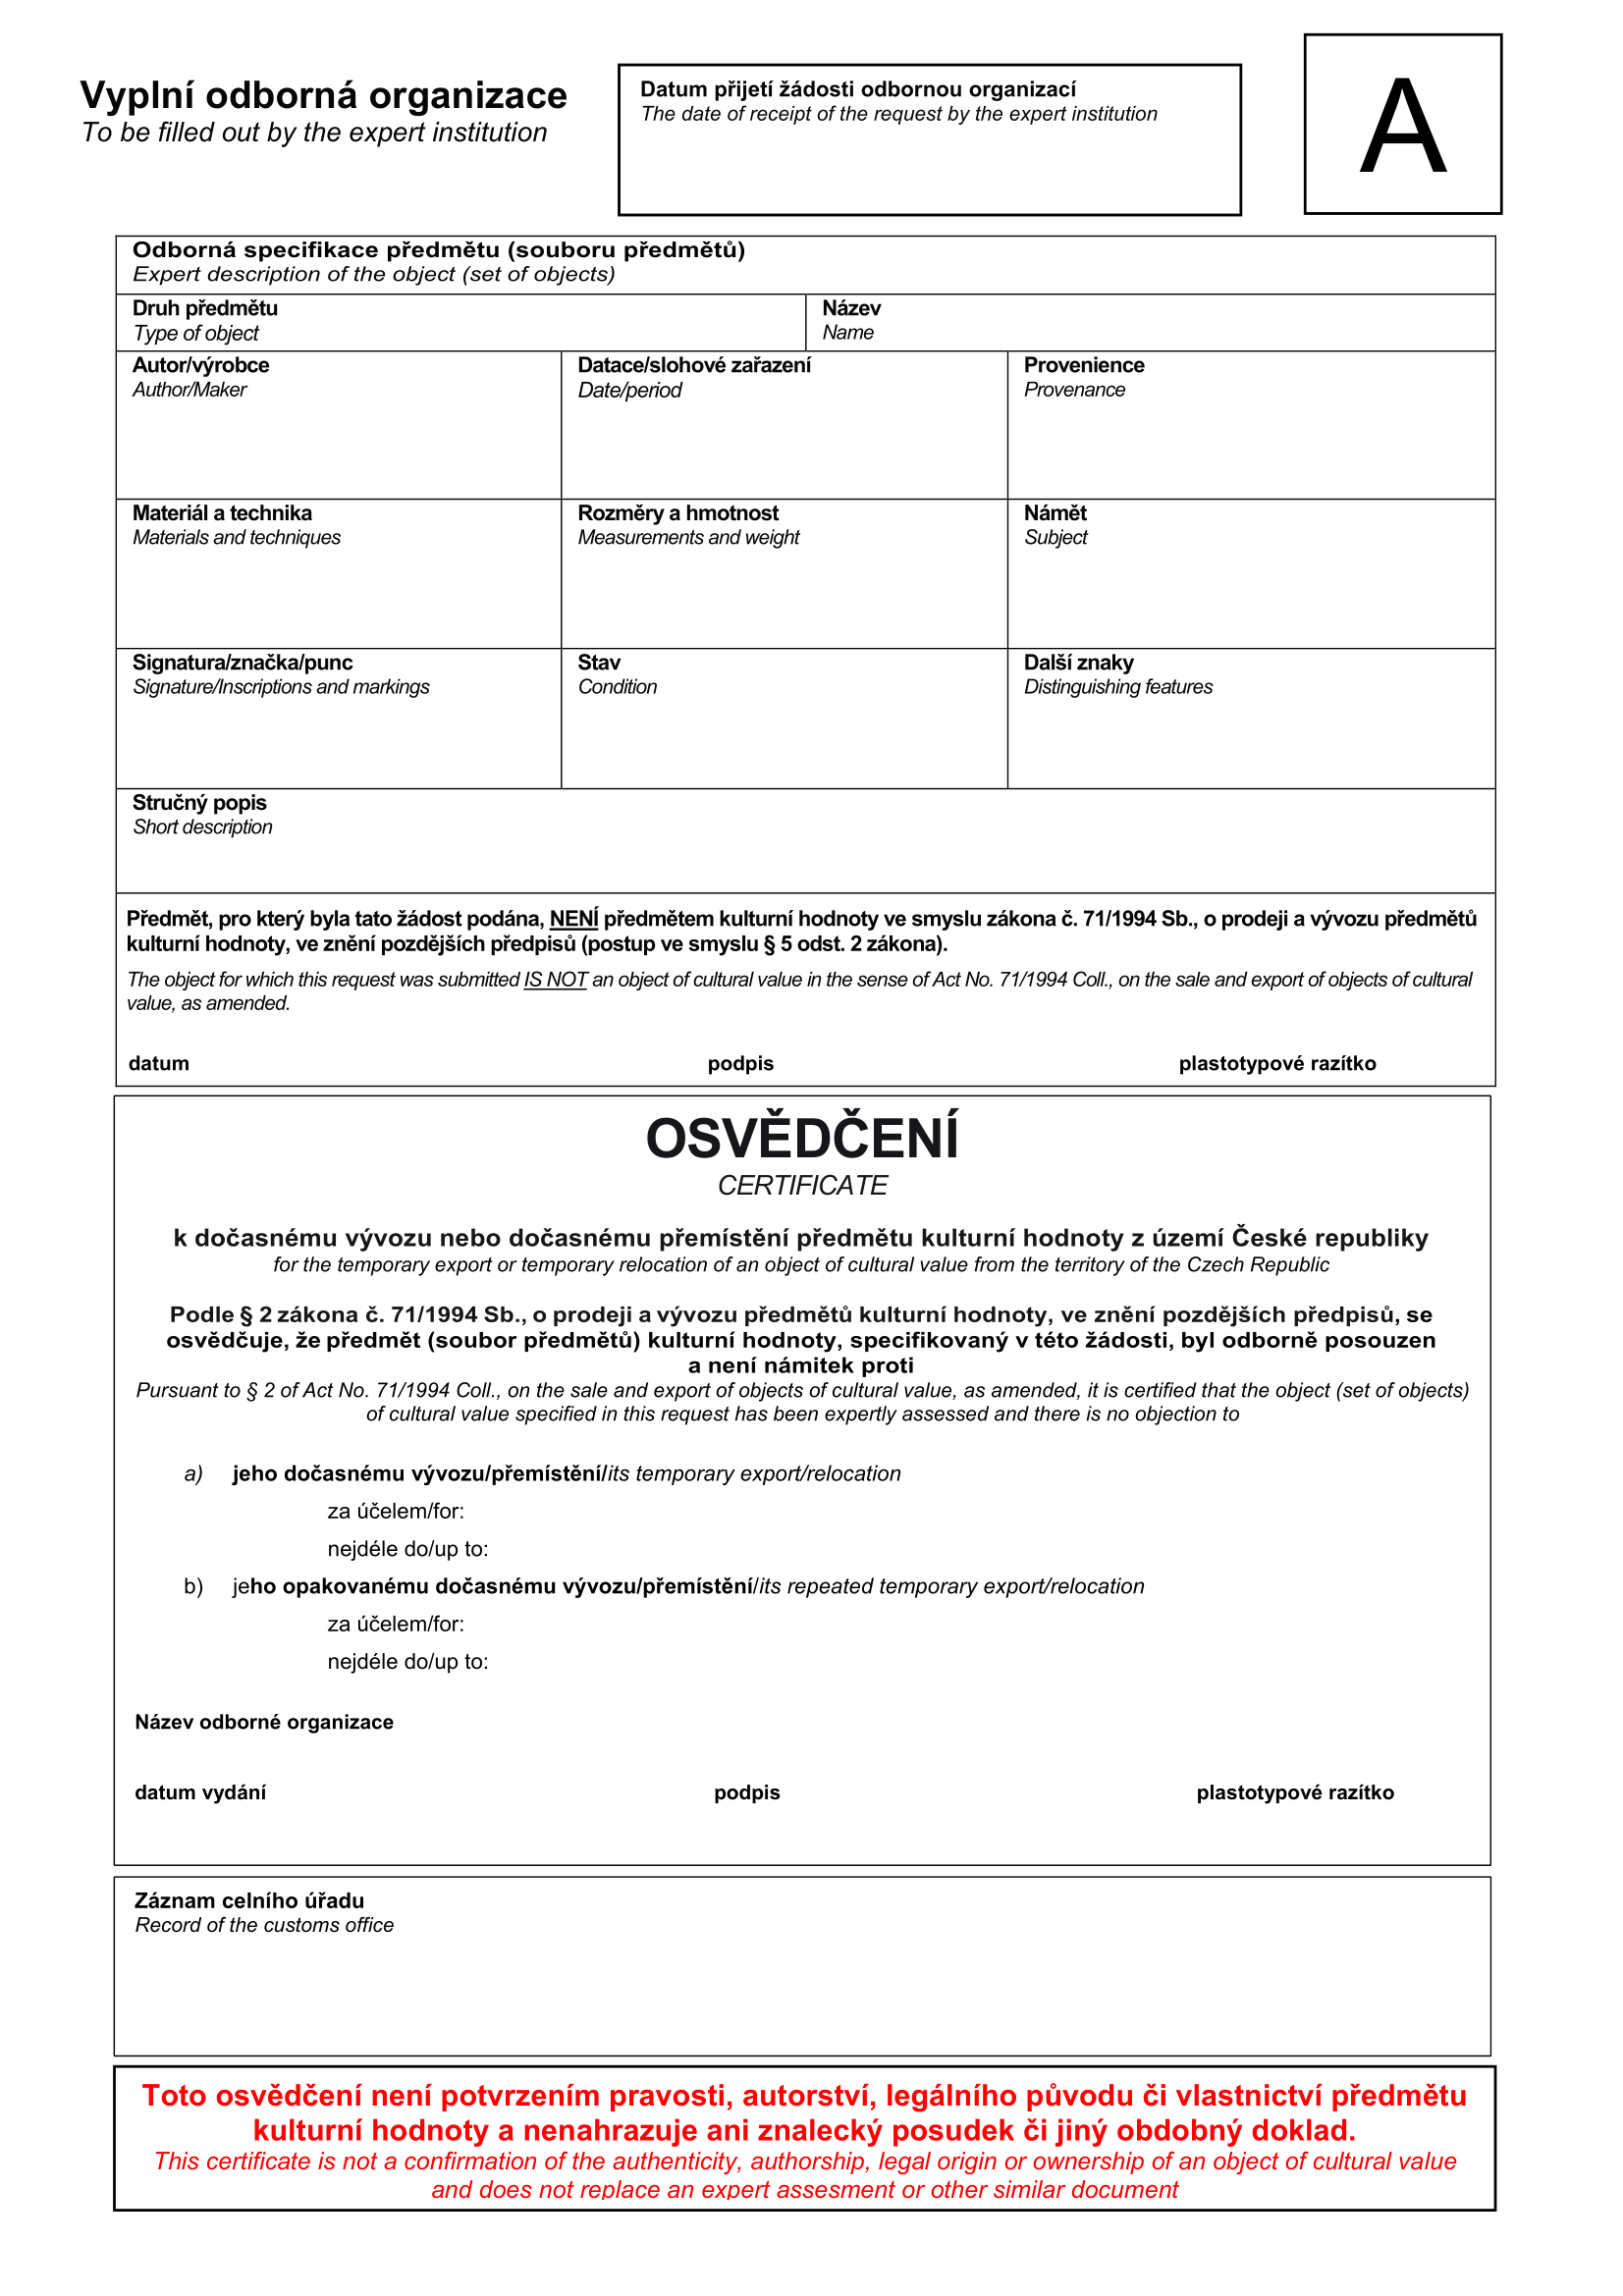 Vyplní odborná organizace
To be filled out by the expert institution
Datum přijetí žádosti odbornou organizací
The date of receipt of the request by the expert institution
A
Odborná specifikace předmětu (souboru předmětů)
Expert description of the object (set of objects)
Druh předmětu
Type of object
Název
Name
Autor/výrobce
Author/Maker
Datace/slohové zařazení
Date/period
Provenience
Provenance
Materiál a technika
Materials and techniques
Rozměry a hmotnost
Measurements and weight
Námět
Subject
Signatura/značka/punc
Signature/Inscriptions and markings
Stav
Condition
Další znaky
Distinguishing features
Stručný popis
Short description
Předmět, pro který byla tato žádost podána, NENÍ předmětem kulturní hodnoty ve smyslu zákona č. 71/1994 Sb., o prodeji a vývozu předmětů
kulturní hodnoty, ve znění pozdějších předpisů (postup ve smyslu § 5 odst. 2 zákona).
The object for which this request was submitted IS NOT an object of cultural value in the sense of Act No. 71/1994 Coll., on the sale and export of objects of cultural
value, as amended.
datum podpis plastotypové razítko
OSVĚDČENÍ
CERTIFICATE
k dočasnému vývozu nebo dočasnému přemístění předmětu kulturní hodnoty z území České republiky
for the temporary export or temporary relocation of an object of cultural value from the territory of the Czech Republic
Podle § 2 zákona č. 71/1994 Sb., o prodeji a vývozu předmětů kulturní hodnoty, ve znění pozdějších předpisů, se
osvědčuje, že předmět (soubor předmětů) kulturní hodnoty, specifikovaný v této žádosti, byl odborně posouzen
a není námitek proti
Pursuant to § 2 of Act No. 71/1994 Coll., on the sale and export of objects of cultural value, as amended, it is certified that the object (set of objects)
of cultural value specified in this request has been expertly assessed and there is no objection to
a) jeho dočasnému vývozu/přemístění/its temporary export/relocation
za účelem/for:
nejdéle do/up to:
b) jeho opakovanému dočasnému vývozu/přemístění/its repeated temporary export/relocation
za účelem/for:
nejdéle do/up to:
Název odborné organizace
datum vydání podpis plastotypové razítko
Záznam celního úřadu
Record of the customs office
Toto osvědčení není potvrzením pravosti, autorství, legálního původu či vlastnictví předmětu
kulturní hodnoty a nenahrazuje ani znalecký posudek či jiný obdobný doklad.
This certificate is not a confirmation of the authenticity, authorship, legal origin or ownership of an object of cultural value
and does not replace an expert assesment or other similar document